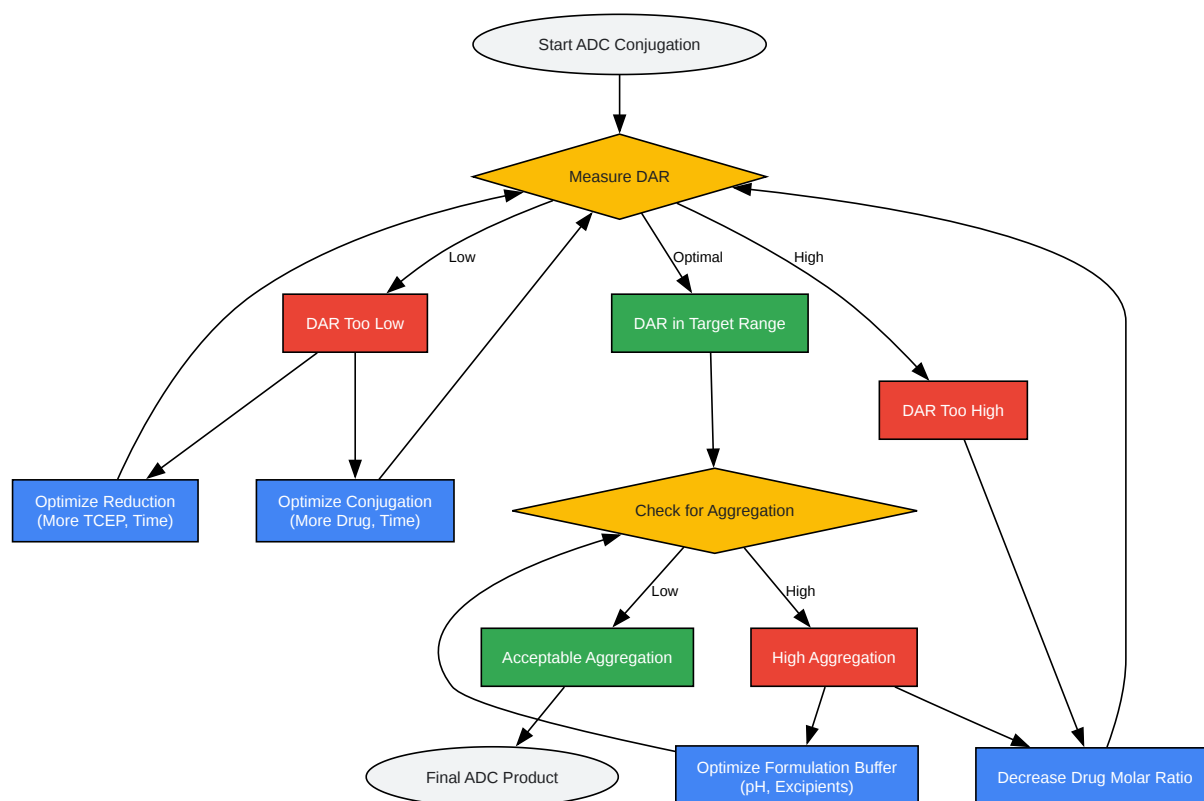 Start ADC Conjugation
Measure DAR
Low
Optimal
High
DAR Too Low
DAR in Target Range
DAR Too High
Optimize Reduction
(More TCEP, Time)
Optimize Conjugation
(More Drug, Time)
Check for Aggregation
Low
High
Acceptable Aggregation
High Aggregation
Final ADC Product
Optimize Formulation Buffer
(pH, Excipients)
Decrease Drug Molar Ratio